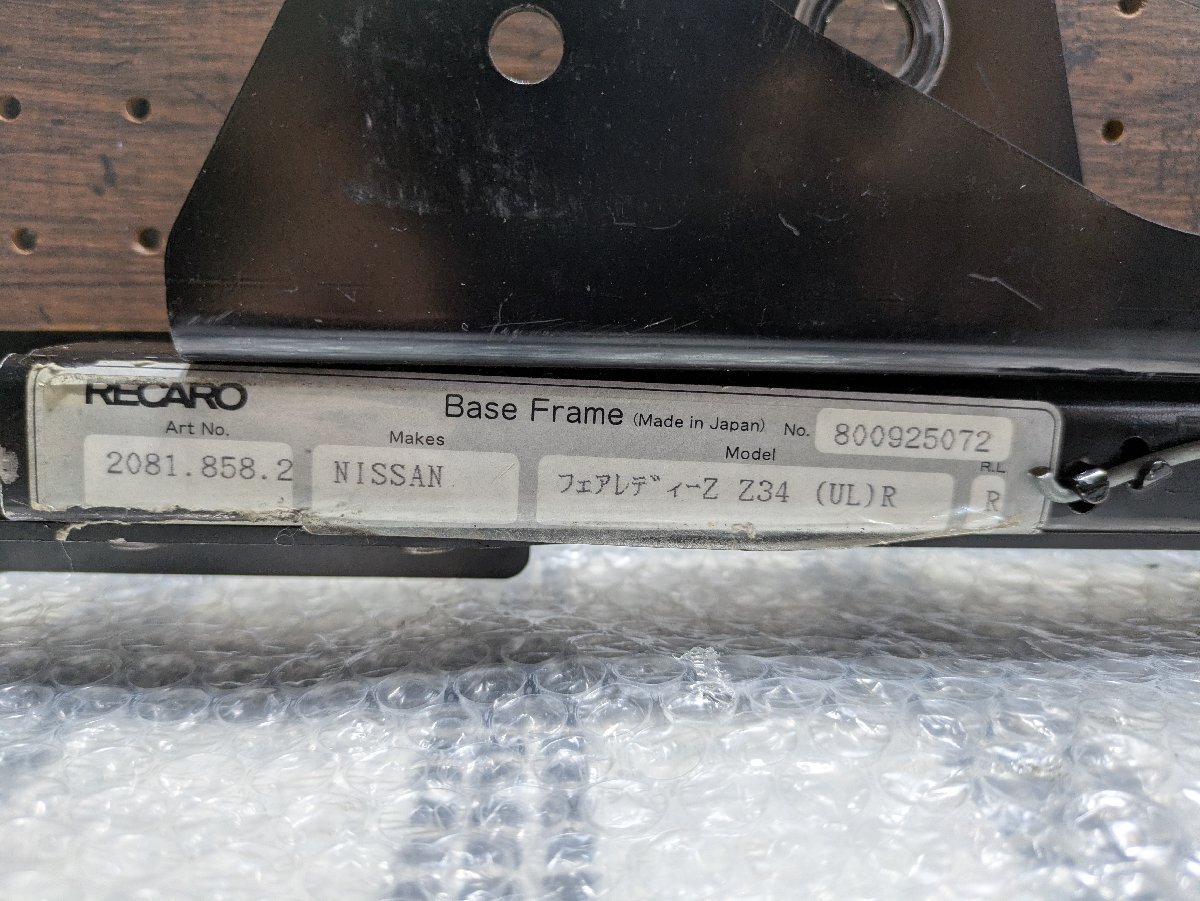 RECARO
Base Frame (Made in Japan) No. 800925072
Art No. Makes Model R.L
2081.858.2 NISSAN フェアレディーZ Z34 (UL)R R